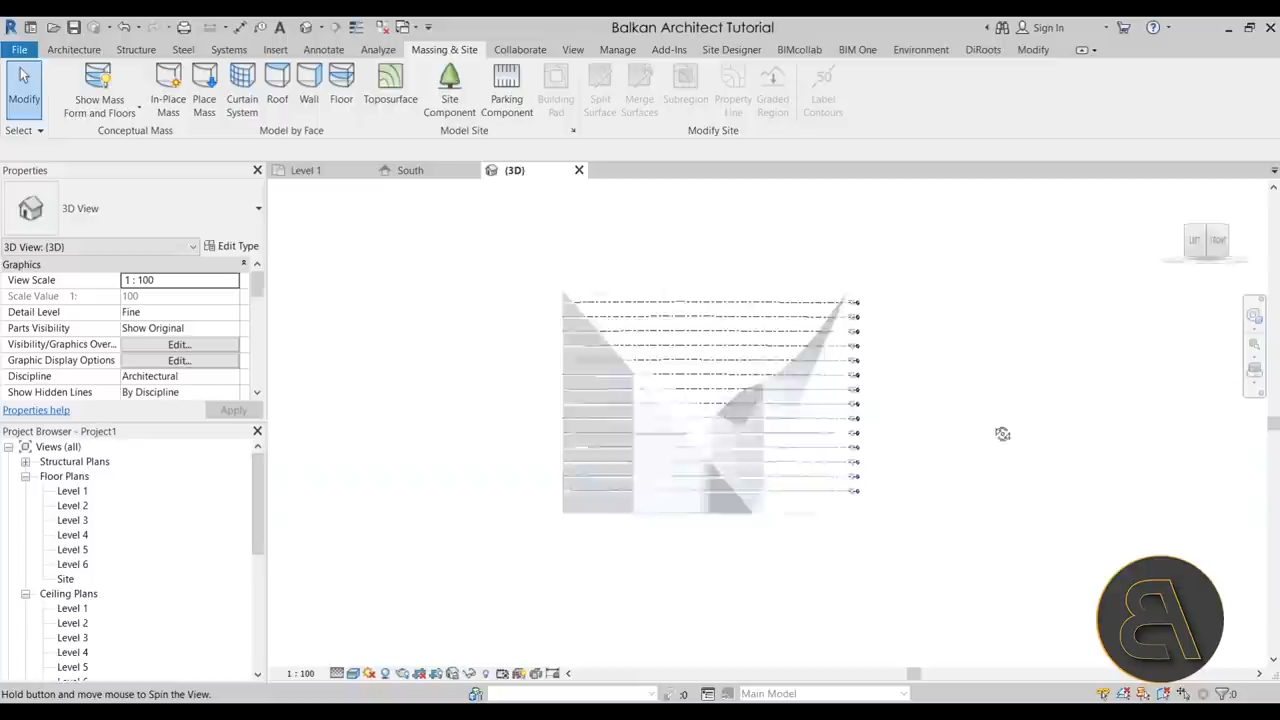 Balkan Architect Tutorial
Sign In
File Architecture Structure Steel Systems Insert Annotate Analyze Massing & Site Collaborate View Manage Add-Ins Site Designer BIMcollab BIM One Environment DiRoots Modify
Modify
Show Mass Form and Floors
In-Place Mass
Place Mass
Curtain System
Roof
Wall
Floor
Toposurface
Site Component
Parking Component
Building Pad
Split Surface
Merge Surfaces
Subregion
Property Line
Graded Region
50
Label Contours
Select Conceptual Mass Model by Face Model Site Modify Site
Properties
Level 1 South (3D)
3D View
3D View: (3D) Edit Type
Graphics
View Scale 1 : 100
Scale Value 1: 100
Detail Level Fine
Parts Visibility Show Original
Visibility/Graphics Over... Edit...
Graphic Display Options Edit...
Discipline Architectural
Show Hidden Lines By Discipline
Properties help Apply
LEFT FRONT
Project Browser - Project1
Views (all)
Structural Plans
Floor Plans
Level 1
Level 2
Level 3
Level 4
Level 5
Level 6
Site
Ceiling Plans
Level 1
Level 2
Level 3
Level 4
Level 5
1 : 100
Hold button and move mouse to Spin the View.
:0
Main Model
:0